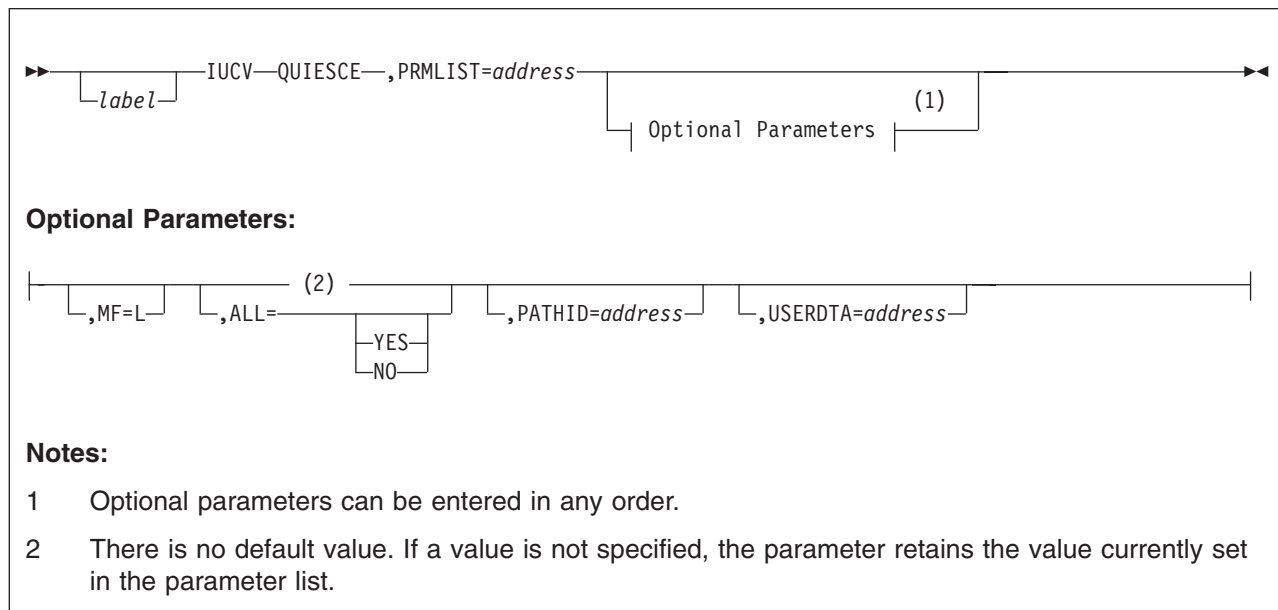 IUCV QUIESCE ,PRMLIST=address
label
(1)
Optional Parameters
Optional Parameters:
(2)
,MF=L ,ALL= ,PATHID=address ,USERDTA=address
YES
NO
Notes:
1 Optional parameters can be entered in any order.
2 There is no default value. If a value is not specified, the parameter retains the value currently set
in the parameter list.